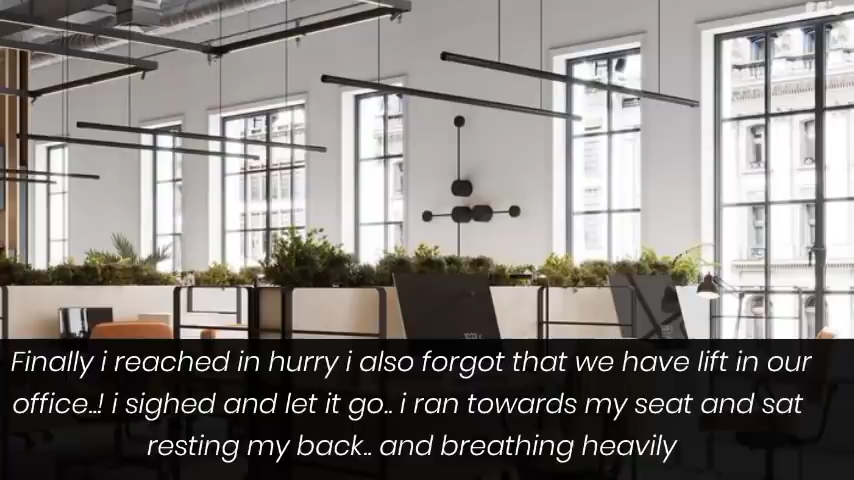 Finally i reached in hurry i also forgot that we have lift in our
office..! i sighed and let it go.. i ran towards my seat and sat
resting my back.. and breathing heavily